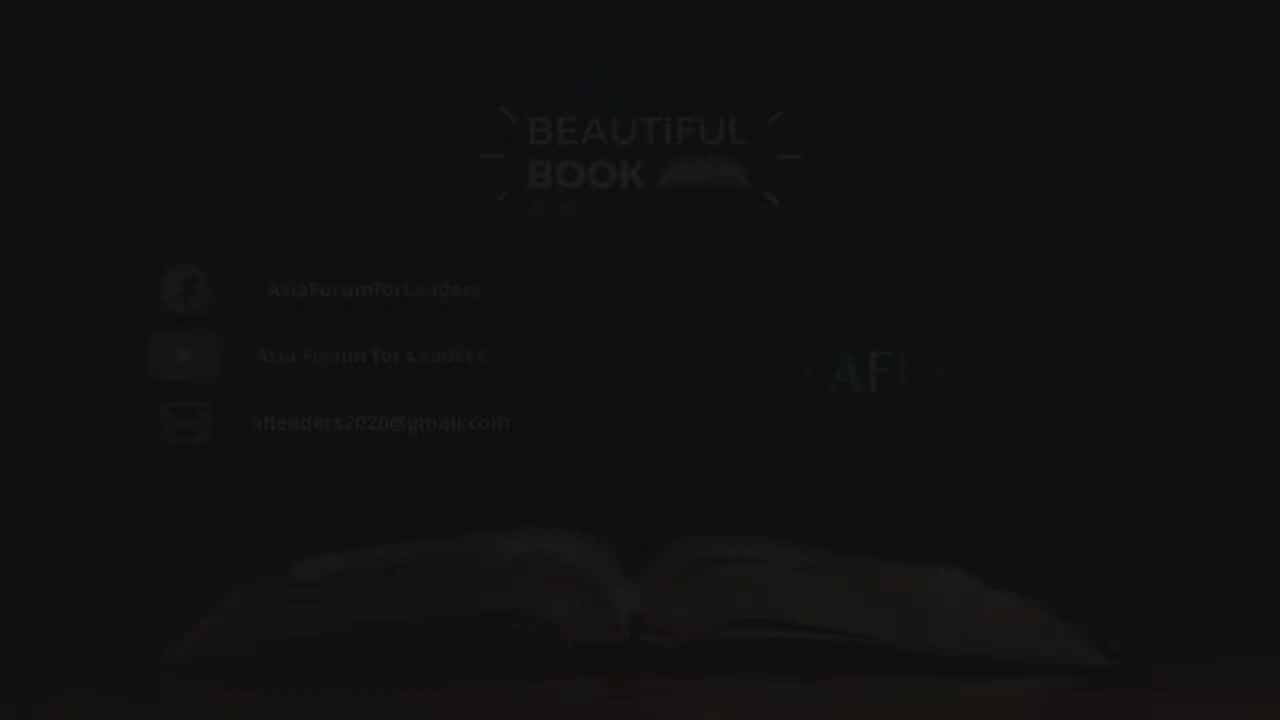 BEAUTIFUL
BOOK
AsiaForumforLeaders
Asia Forum for Leaders
afleaders2020@gmail.com
AFL